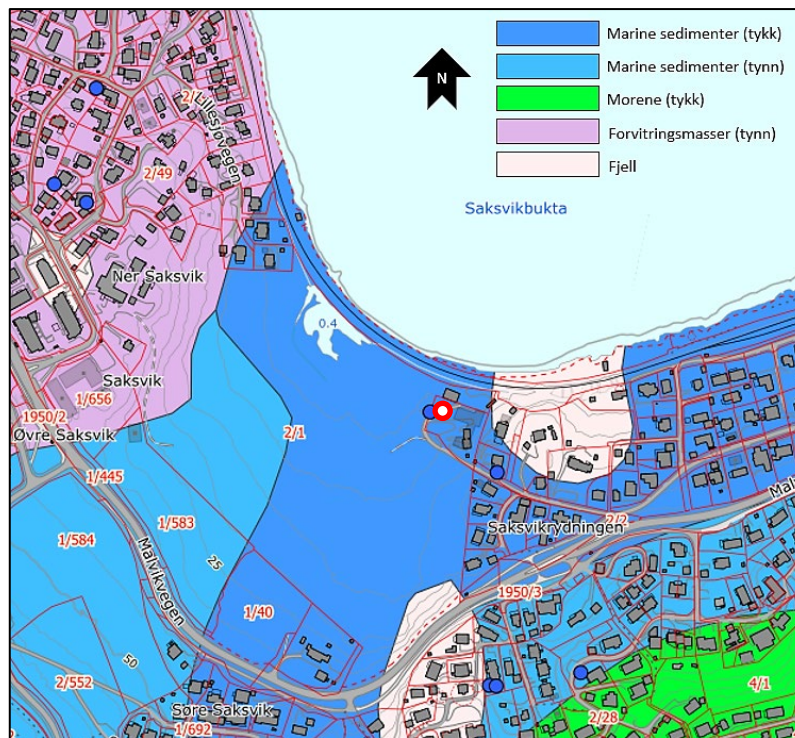 Marine sedimenter (tykk)
Marine sedimenter (tynn)
Morene (tykk)
Forvitringsmasser (tynn)
Fjell
N
2/
Lillesjøvegen
2/49
Saksvikbukta
Ner Saksvik
0.4
Saksvik
1/656
1950/2
Øvre Saksvik
2/1
1/445
1/583
1/584
25
Malvikvegen
Saksvikrydningen
2/2
Mal
1950/3
1/40
50
2/552
Søre Saksvik
1/692
4/1
2/28